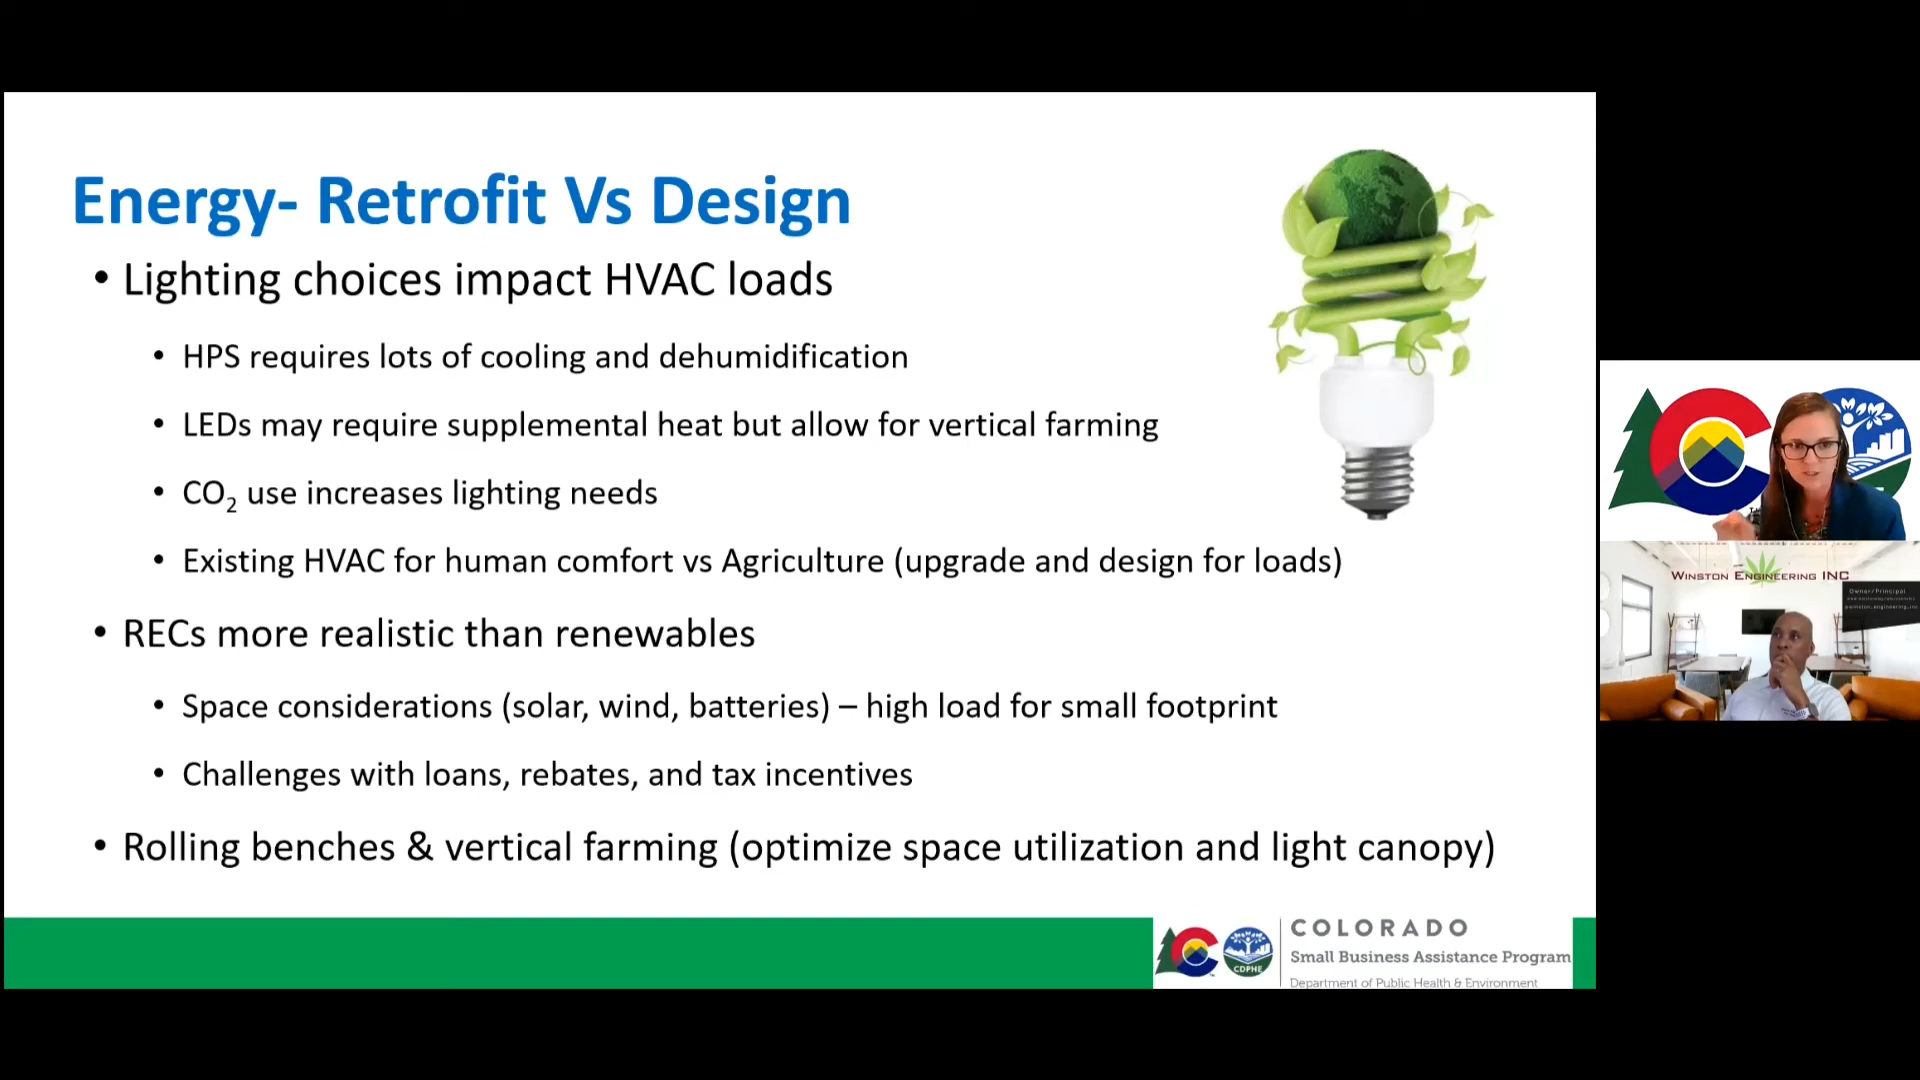 Energy- Retrofit Vs Design
• Lighting choices impact HVAC loads
• HPS requires lots of cooling and dehumidification
• LEDs may require supplemental heat but allow for vertical farming
• CO₂ use increases lighting needs
• Existing HVAC for human comfort vs Agriculture (upgrade and design for loads)
• RECs more realistic than renewables
• Space considerations (solar, wind, batteries) – high load for small footprint
• Challenges with loans, rebates, and tax incentives
• Rolling benches & vertical farming (optimize space utilization and light canopy)
CDPHE
COLORADO
Small Business Assistance Program
Department of Public Health & Environment
WINSTON ENGINEERING INC
Owner/Principal